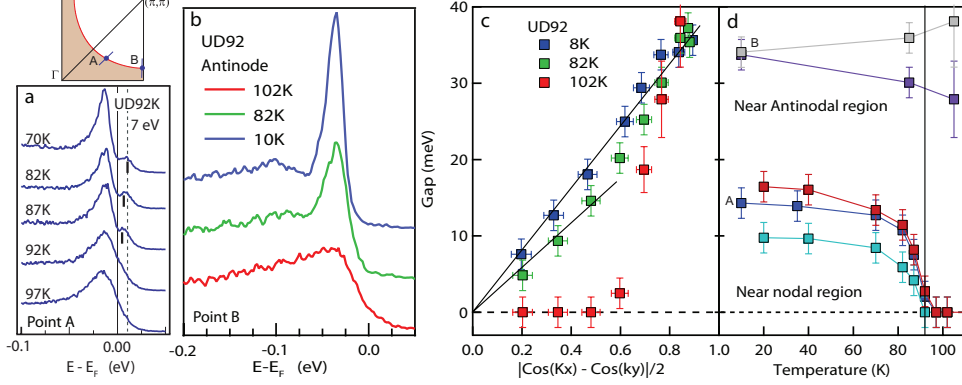 (π,π)
A
B
Γ
a
UD92K
7 eV
70K
82K
87K
92K
97K
Point A
-0.1
0.00
E - E_F (eV)
b
UD92
Antinode
102K
82K
10K
Point B
-0.2
-0.1
0.0
E-E_F (eV)
c
UD92
8K
82K
102K
40
30
20
10
0
Gap (meV)
0.0
0.2
0.4
0.6
0.8
1.0
|Cos(Kx) - Cos(ky)|/2
d
B
Near Antinodal region
A
Near nodal region
0
20
40
60
80
100
Temperature (K)